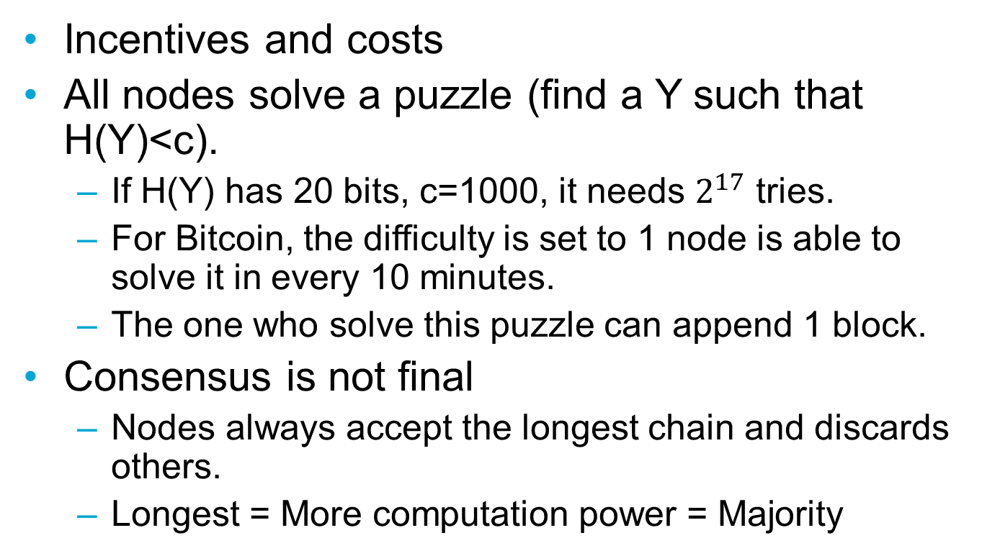 • Incentives and costs
• All nodes solve a puzzle (find a Y such that
H(Y)<c).
– If H(Y) has 20 bits, c=1000, it needs 2¹⁷ tries.
– For Bitcoin, the difficulty is set to 1 node is able to
solve it in every 10 minutes.
– The one who solve this puzzle can append 1 block.
• Consensus is not final
– Nodes always accept the longest chain and discards
others.
– Longest = More computation power = Majority